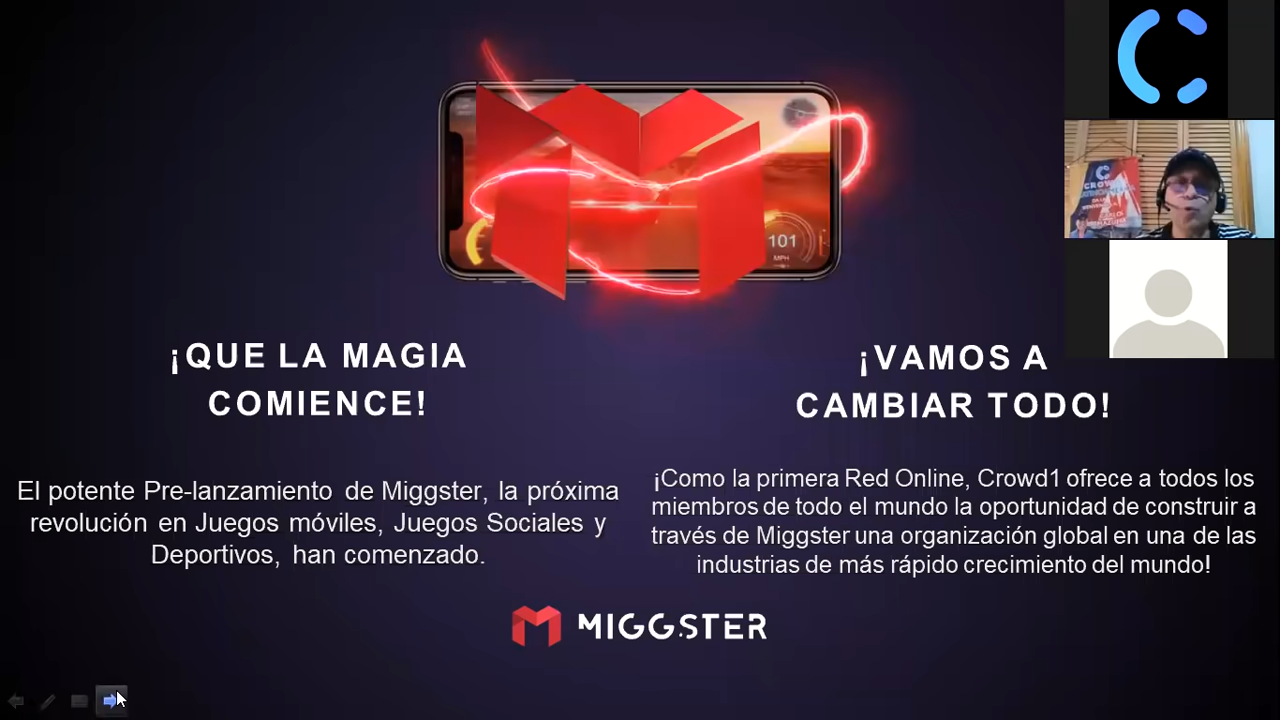 101
MPH
CROWD
¡QUE LA MAGIA
COMIENCE!
¡VAMOS A
CAMBIAR TODO!
El potente Pre-lanzamiento de Miggster, la próxima
revolución en Juegos móviles, Juegos Sociales y
Deportivos, han comenzado.
¡Como la primera Red Online, Crowd1 ofrece a todos los
miembros de todo el mundo la oportunidad de construir a
través de Miggster una organización global en una de las
industrias de más rápido crecimiento del mundo!
MIGGSTER